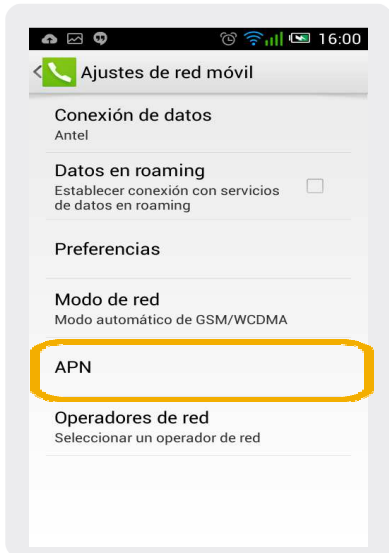 16:00
Ajustes de red móvil
Conexión de datos
Antel
Datos en roaming
Establecer conexión con servicios
de datos en roaming
Preferencias
Modo de red
Modo automático de GSM/WCDMA
APN
Operadores de red
Seleccionar un operador de red